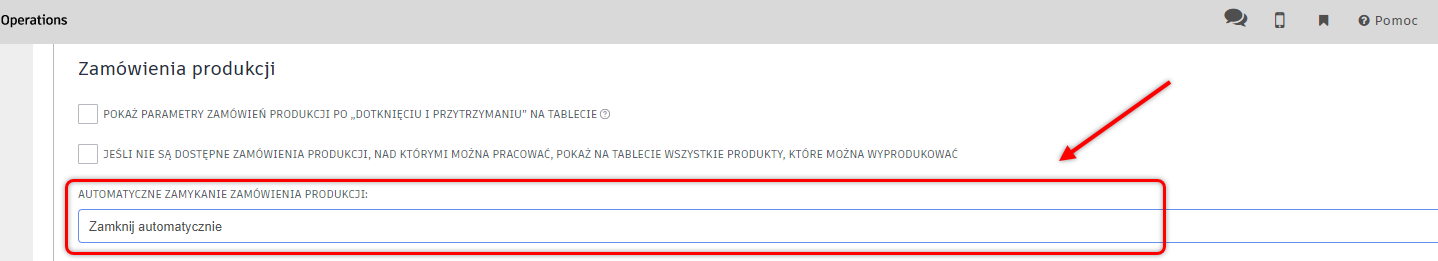 Operations
Pomoc
Zamówienia produkcji
POKAŻ PARAMETRY ZAMÓWIEŃ PRODUKCJI PO „DOTKNIĘCIU I PRZYTRZYMANIU” NA TABLECIE
JEŚLI NIE SĄ DOSTĘPNE ZAMÓWIENIA PRODUKCJI, NAD KTÓRYMI MOŻNA PRACOWAĆ, POKAŻ NA TABLECIE WSZYSTKIE PRODUKTY, KTÓRE MOŻNA WYPRODUKOWAĆ
AUTOMATYCZNE ZAMYKANIE ZAMÓWIENIA PRODUKCJI:
Zamknij automatycznie